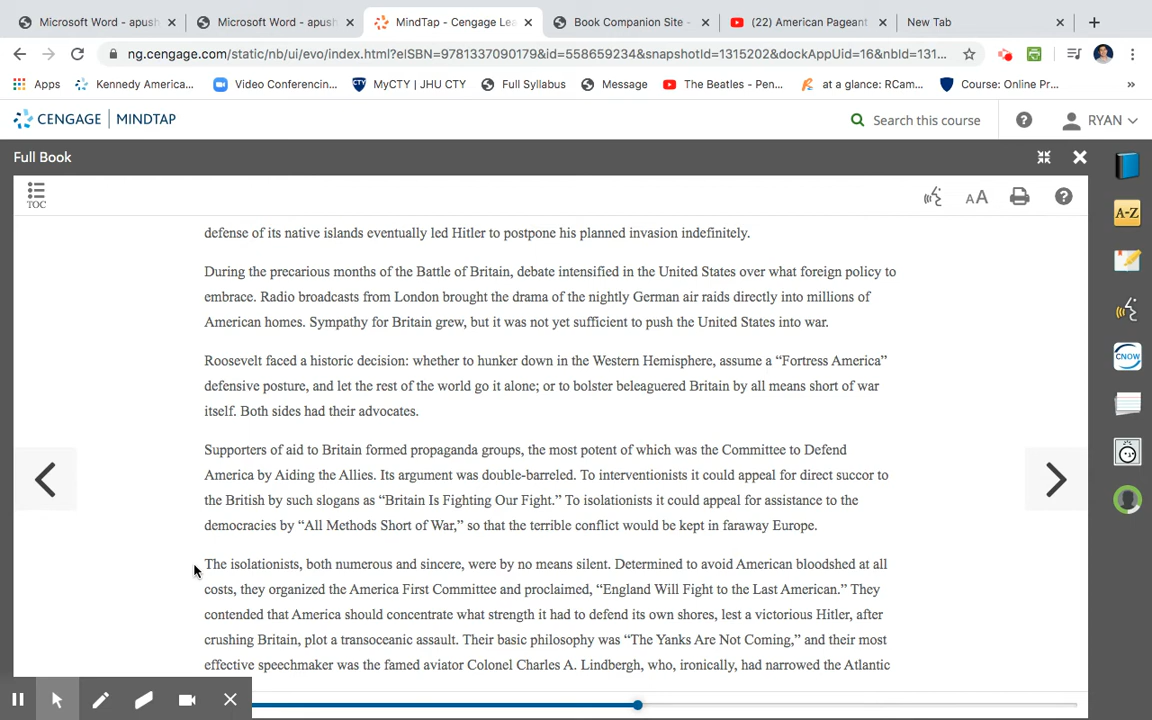 Microsoft Word - apush
Microsoft Word - apush
MindTap - Cengage Lea
Book Companion Site -
(22) American Pageant
New Tab
ng.cengage.com/static/nb/ui/evo/index.html?eISBN=9781337090179&id=558659234&snapshotId=1315202&dockAppUid=16&nbId=131...
Apps
Kennedy America...
Video Conferencin...
MyCTY | JHU CTY
Full Syllabus
Message
The Beatles - Pen...
at a glance: RCam...
Course: Online Pr...
CENGAGE | MINDTAP
Search this course
RYAN
Full Book
TOC
AA
A-Z
CNOW
defense of its native islands eventually led Hitler to postpone his planned invasion indefinitely.
During the precarious months of the Battle of Britain, debate intensified in the United States over what foreign policy to
embrace. Radio broadcasts from London brought the drama of the nightly German air raids directly into millions of
American homes. Sympathy for Britain grew, but it was not yet sufficient to push the United States into war.
Roosevelt faced a historic decision: whether to hunker down in the Western Hemisphere, assume a “Fortress America”
defensive posture, and let the rest of the world go it alone; or to bolster beleaguered Britain by all means short of war
itself. Both sides had their advocates.
Supporters of aid to Britain formed propaganda groups, the most potent of which was the Committee to Defend
America by Aiding the Allies. Its argument was double-barreled. To interventionists it could appeal for direct succor to
the British by such slogans as “Britain Is Fighting Our Fight.” To isolationists it could appeal for assistance to the
democracies by “All Methods Short of War,” so that the terrible conflict would be kept in faraway Europe.
The isolationists, both numerous and sincere, were by no means silent. Determined to avoid American bloodshed at all
costs, they organized the America First Committee and proclaimed, “England Will Fight to the Last American.” They
contended that America should concentrate what strength it had to defend its own shores, lest a victorious Hitler, after
crushing Britain, plot a transoceanic assault. Their basic philosophy was “The Yanks Are Not Coming,” and their most
effective speechmaker was the famed aviator Colonel Charles A. Lindbergh, who, ironically, had narrowed the Atlantic